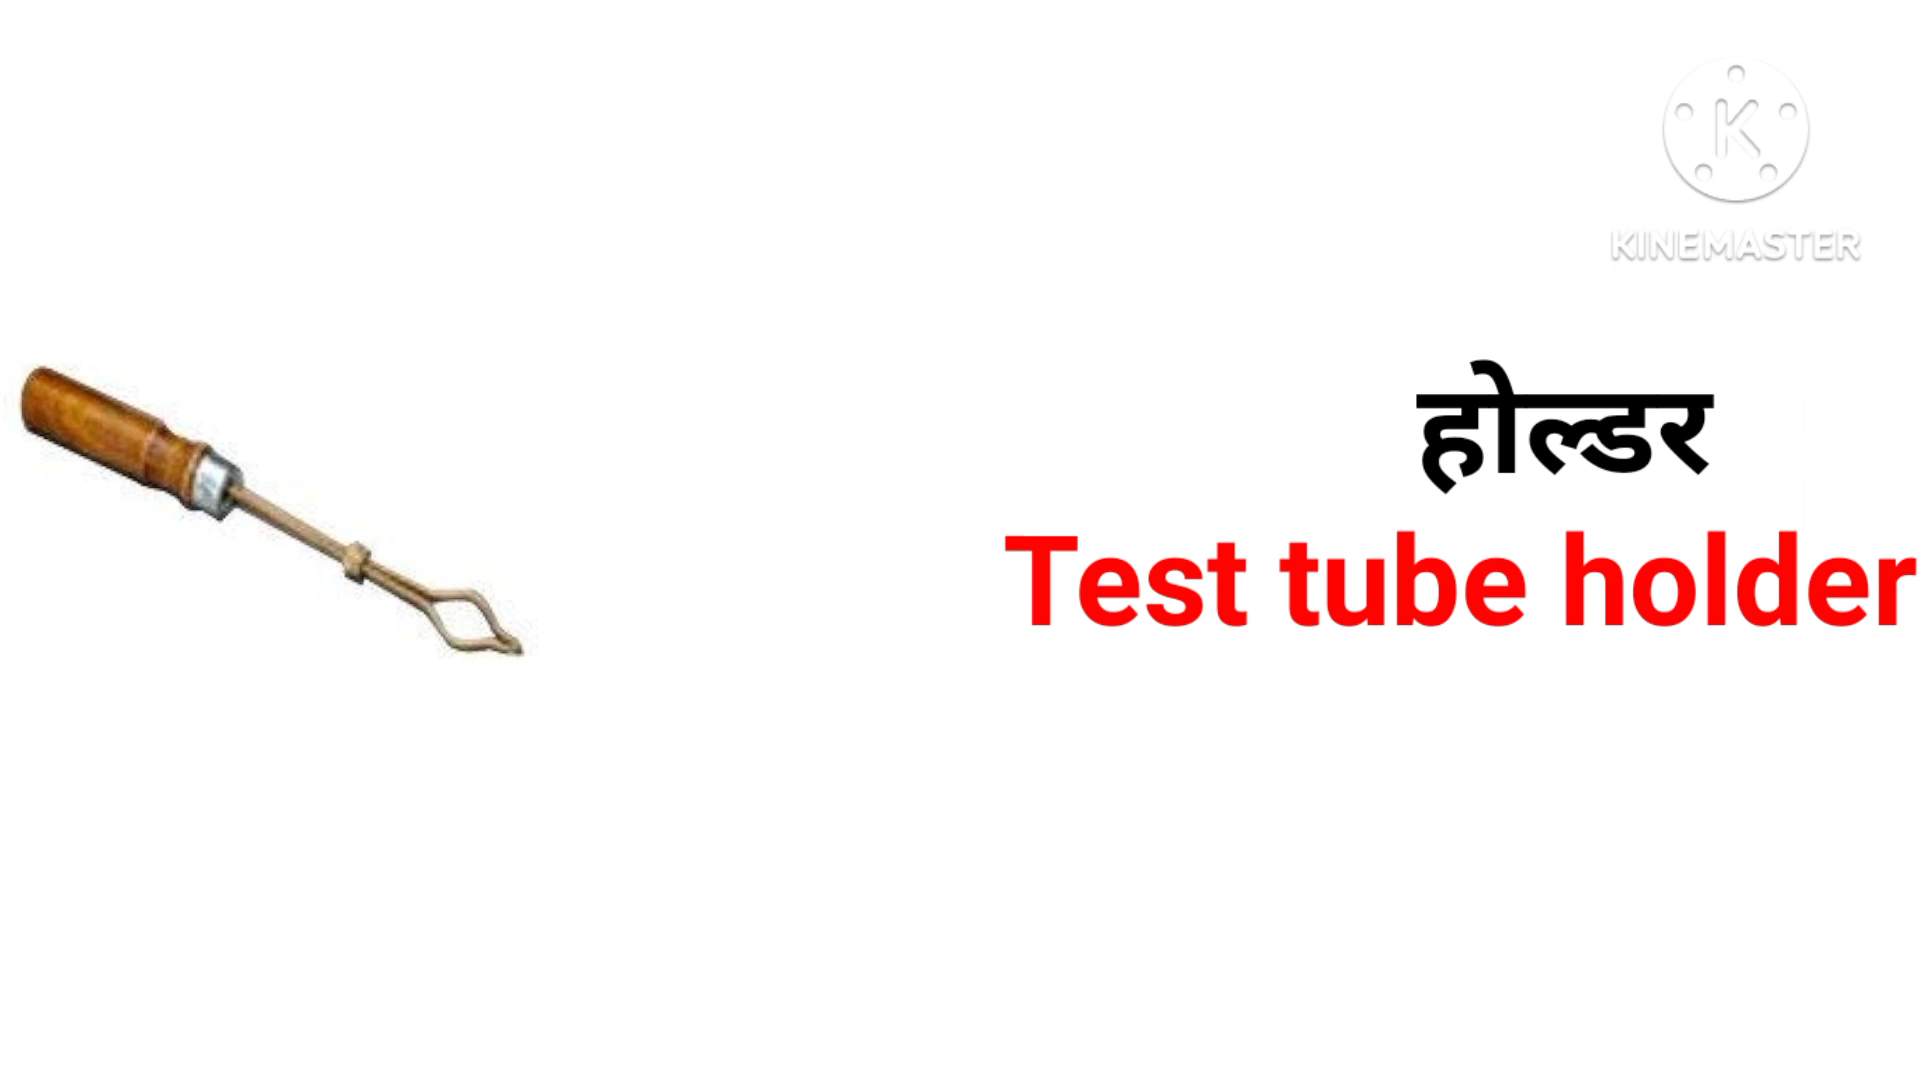 K
KINEMASTER
होल्डर
Test tube holder